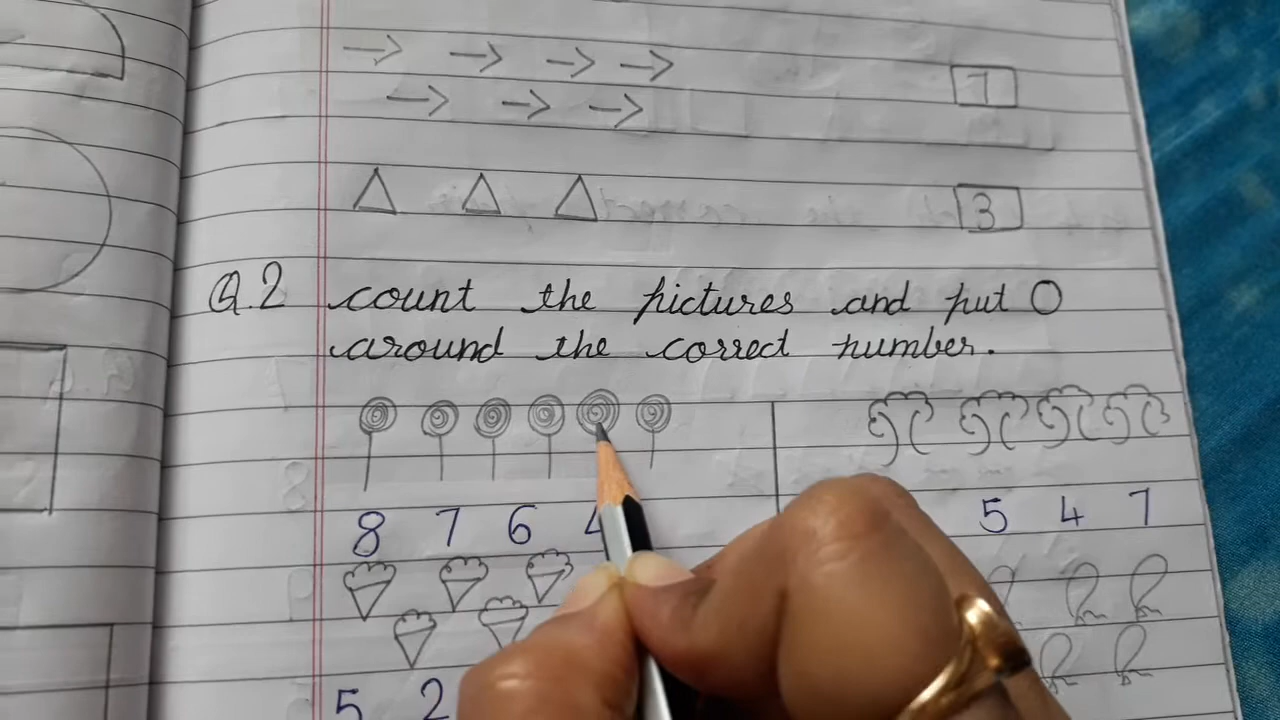 7
3
Q.2 count the pictures and put O
around the correct number.
8 7 6 4 5 4 7
5 2